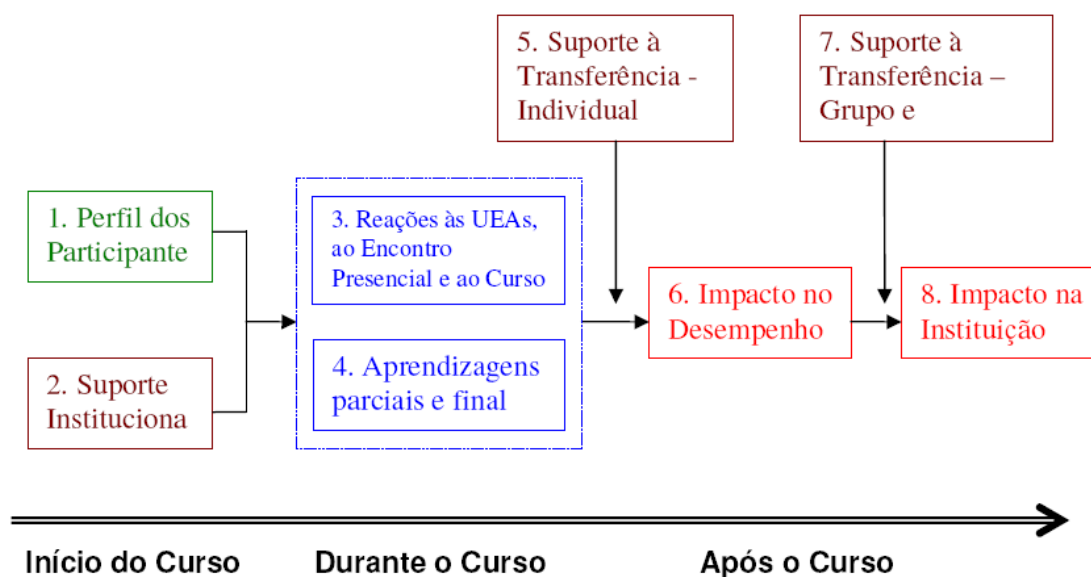 5. Suporte à
Transferência -
Individual
7. Suporte à
Transferência –
Grupo e
1. Perfil dos
Participante
3. Reações às UEAs,
ao Encontro
Presencial e ao Curso
6. Impacto no
Desempenho
8. Impacto na
Instituição
2. Suporte
Instituciona
4. Aprendizagens
parciais e final
Início do Curso
Durante o Curso
Após o Curso